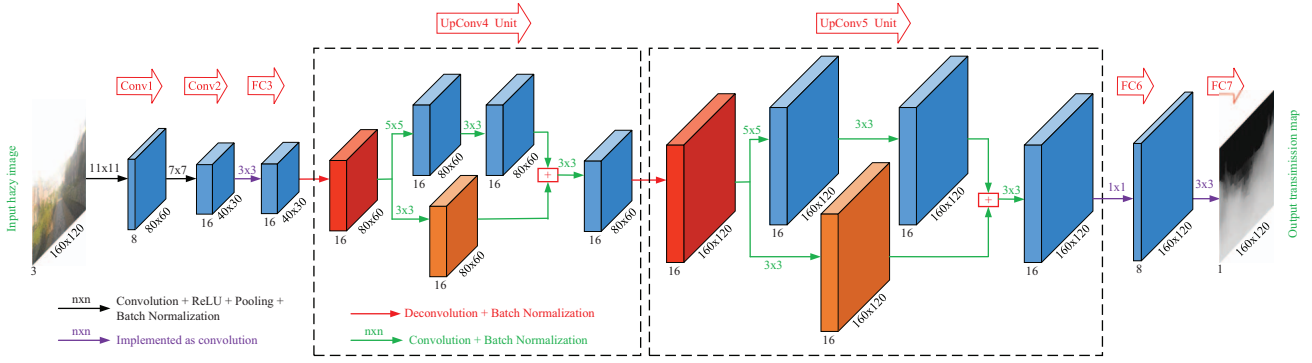 UpConv4 Unit
UpConv5 Unit
Conv1
Conv2
FC3
FC6
FC7
Input hazy image
3
160x120
11x11
8
80x60
7x7
16
40x30
3x3
16
40x30
16
80x60
5x5
16
80x60
3x3
16
80x60
3x3
16
80x60
+
3x3
16
80x60
16
160x120
5x5
16
160x120
3x3
16
160x120
3x3
16
160x120
+
3x3
16
160x120
1x1
8
160x120
3x3
1
160x120
Output transmission map
nxn
Convolution + ReLU + Pooling +
Batch Normalization
nxn
Implemented as convolution
Deconvolution + Batch Normalization
nxn
Convolution + Batch Normalization